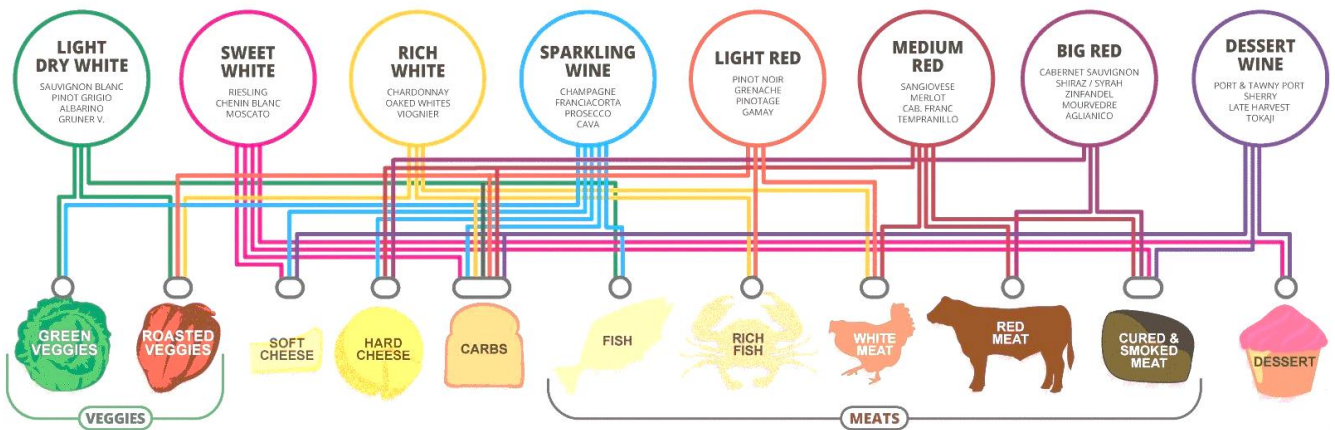 LIGHT
DRY WHITE
SAUVIGNON BLANC
PINOT GRIGIO
ALBARINO
GRUNER V.
SWEET
WHITE
RIESLING
CHENIN BLANC
MOSCATO
RICH
WHITE
CHARDONNAY
OAKED WHITES
VIOGNIER
SPARKLING
WINE
CHAMPAGNE
FRANCIACORTA
PROSECCO
CAVA
LIGHT RED
PINOT NOIR
GRENACHE
PINOTAGE
GAMAY
MEDIUM
RED
SANGIOVESE
MERLOT
CAB. FRANC
TEMPRANILLO
BIG RED
CABERNET SAUVIGNON
SHIRAZ / SYRAH
ZINFANDEL
MOURVEDRE
AGLIANICO
DESSERT
WINE
PORT & TAWNY PORT
SHERRY
LATE HARVEST
TOKAJI
GREEN
VEGGIES
ROASTED
VEGGIES
SOFT
CHEESE
HARD
CHEESE
CARBS
FISH
RICH
FISH
WHITE
MEAT
RED
MEAT
CURED &
SMOKED
MEAT
DESSERT
VEGGIES
MEATS